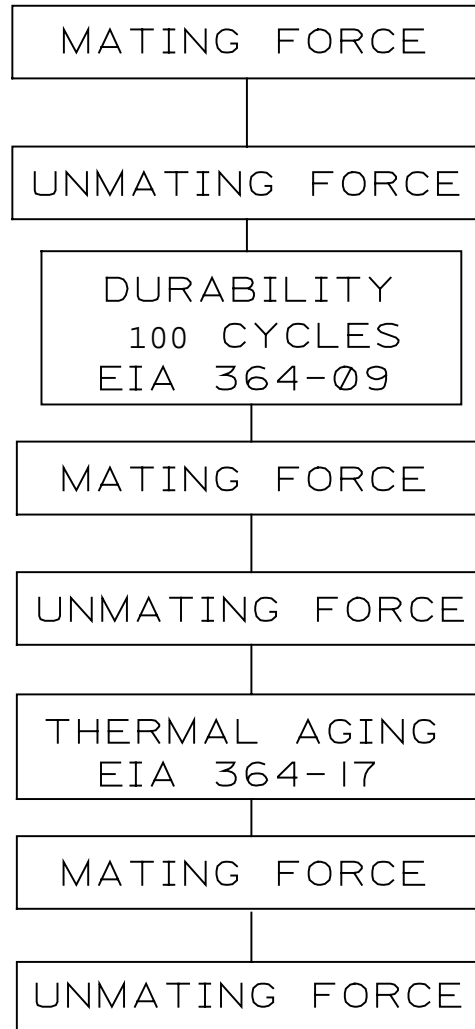 MATING FORCE
UNMATING FORCE
DURABILITY
100 CYCLES
EIA 364-09
MATING FORCE
UNMATING FORCE
THERMAL AGING
EIA 364-17
MATING FORCE
UNMATING FORCE